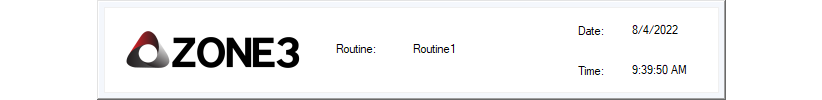 ZONE3
Routine: Routine1
Date: 8/4/2022
Time: 9:39:50 AM